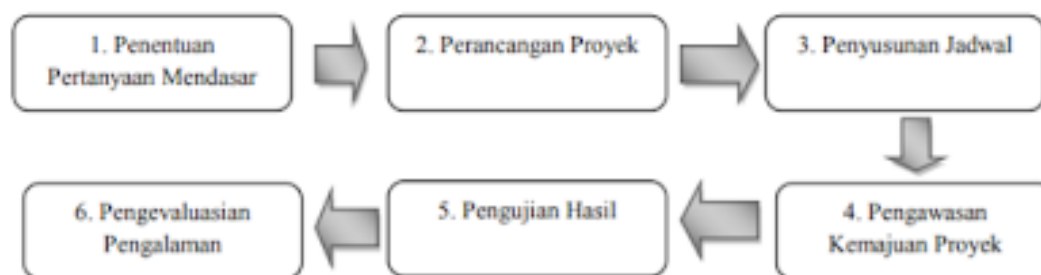 1. Penentuan
Pertanyaan Mendasar
2. Perancangan Proyek
3. Penyusunan Jadwal
4. Pengawasan
Kemajuan Proyek
5. Pengujian Hasil
6. Pengevaluasian
Pengalaman